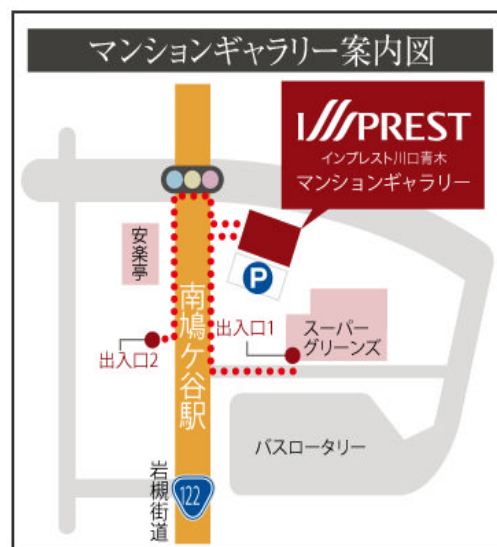 マンションギャラリー案内図
IMPREST
インプレスト川口青木
マンションギャラリー
安楽亭
P
南鳩ヶ谷駅
出入口1
スーパー
グリーンズ
出入口2
バスロータリー
岩槻街道
122